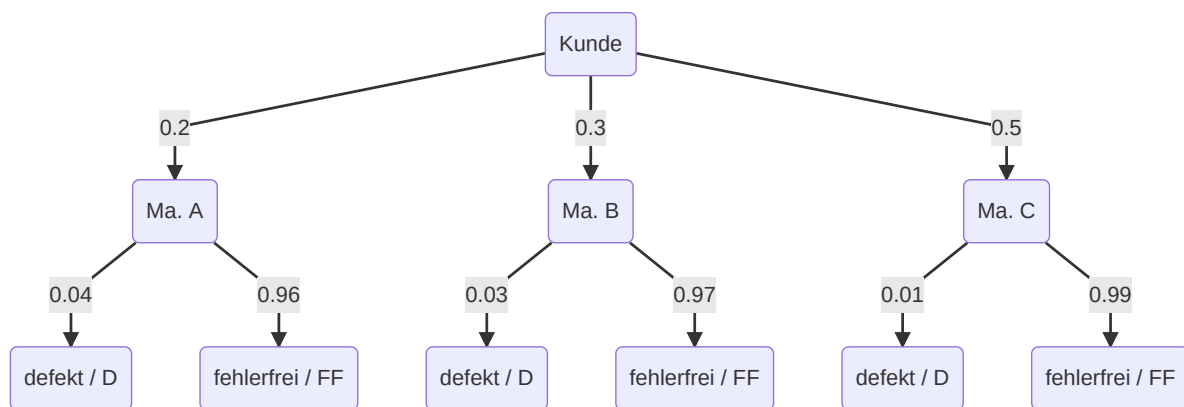 Kunde
0.2
0.3
0.5
Ma. A
Ma. B
Ma. C
0.04
0.96
0.03
0.97
0.01
0.99
defekt / D
fehlerfrei / FF
defekt / D
fehlerfrei / FF
defekt / D
fehlerfrei / FF